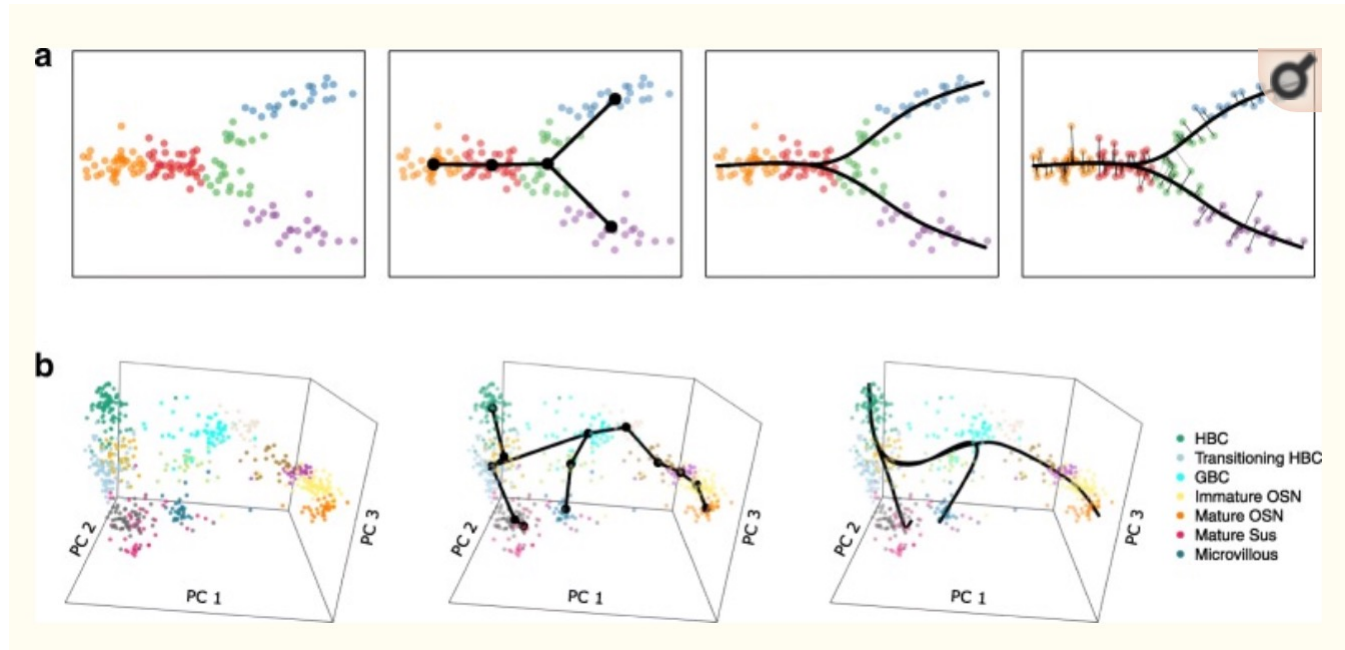 a
b
PC 2
PC 1
PC 3
PC 2
PC 1
PC 3
PC 2
PC 1
PC 3
HBC
Transitioning HBC
GBC
Immature OSN
Mature OSN
Mature Sus
Microvillous